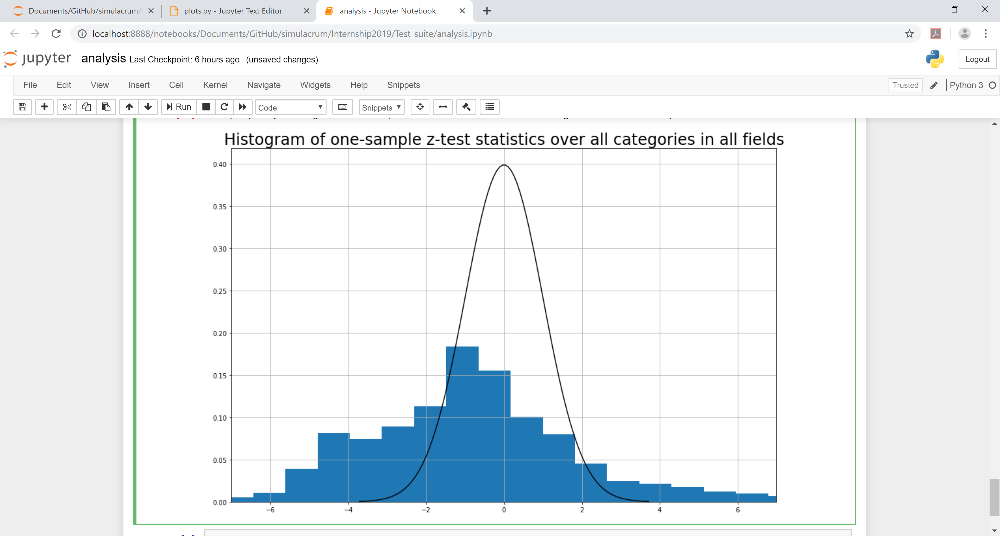 Documents/GitHub/simulacrum/ plots.py - Jupyter Text Editor analysis - Jupyter Notebook
localhost:8888/notebooks/Documents/GitHub/simulacrum/Internship2019/Test_suite/analysis.ipynb
jupyter analysis Last Checkpoint: 6 hours ago (unsaved changes) Logout
File Edit View Insert Cell Kernel Navigate Widgets Help Snippets Trusted Python 3
Run Code Snippets
Histogram of one-sample z-test statistics over all categories in all fields
0.40
0.35
0.30
0.25
0.20
0.15
0.10
0.05
0.00
−6 −4 −2 0 2 4 6